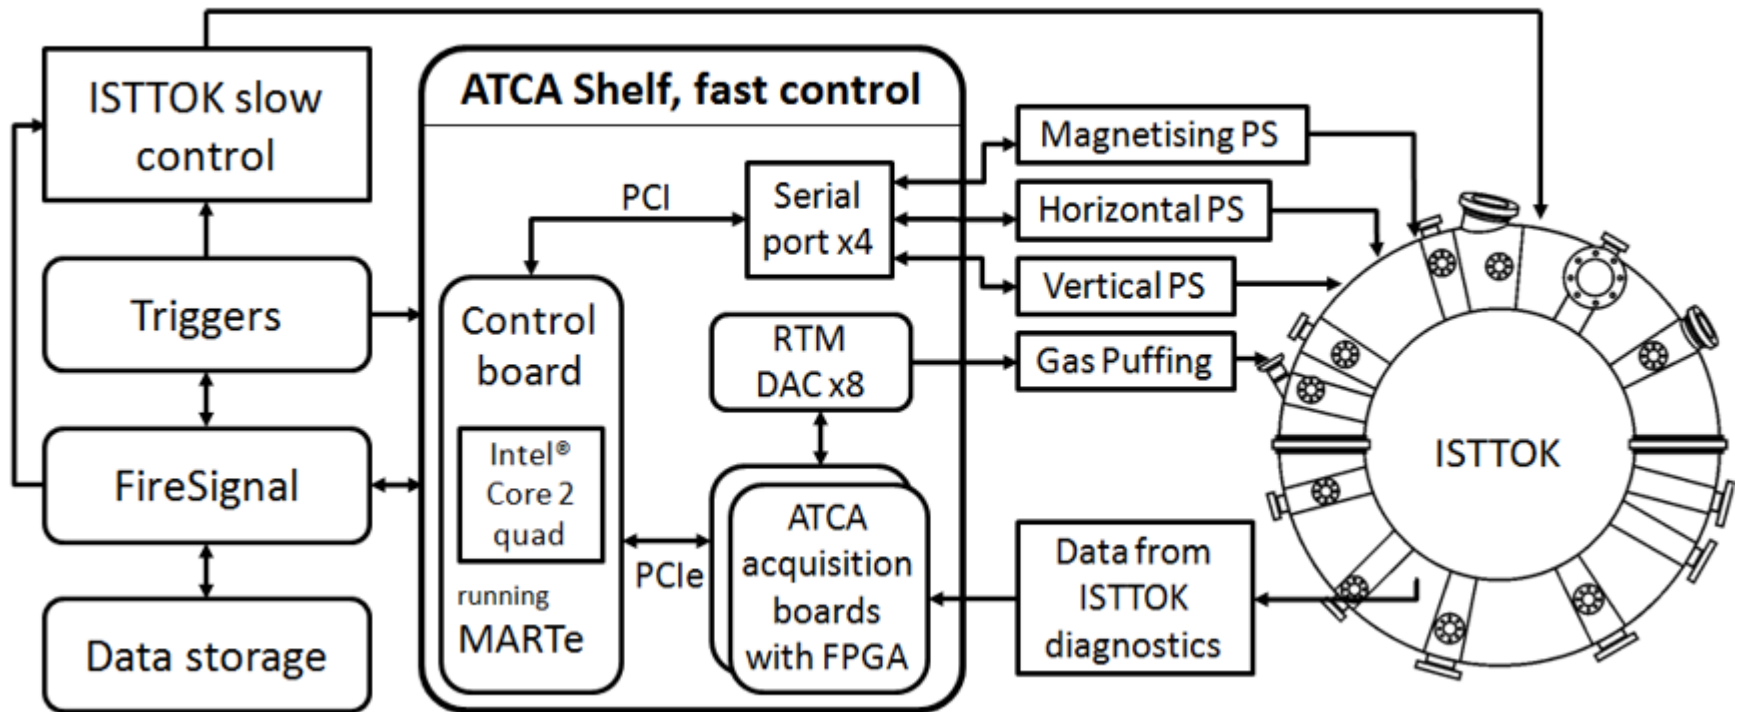 ISTTOK slow
control
Triggers
FireSignal
Data storage
ATCA Shelf, fast control
PCI
Serial
port x4
Control
board
Intel®
Core 2
quad
running
MARTe
PCIe
RTM
DAC x8
ATCA
acquisition
boards
with FPGA
Magnetising PS
Horizontal PS
Vertical PS
Gas Puffing
Data from
ISTTOK
diagnostics
ISTTOK